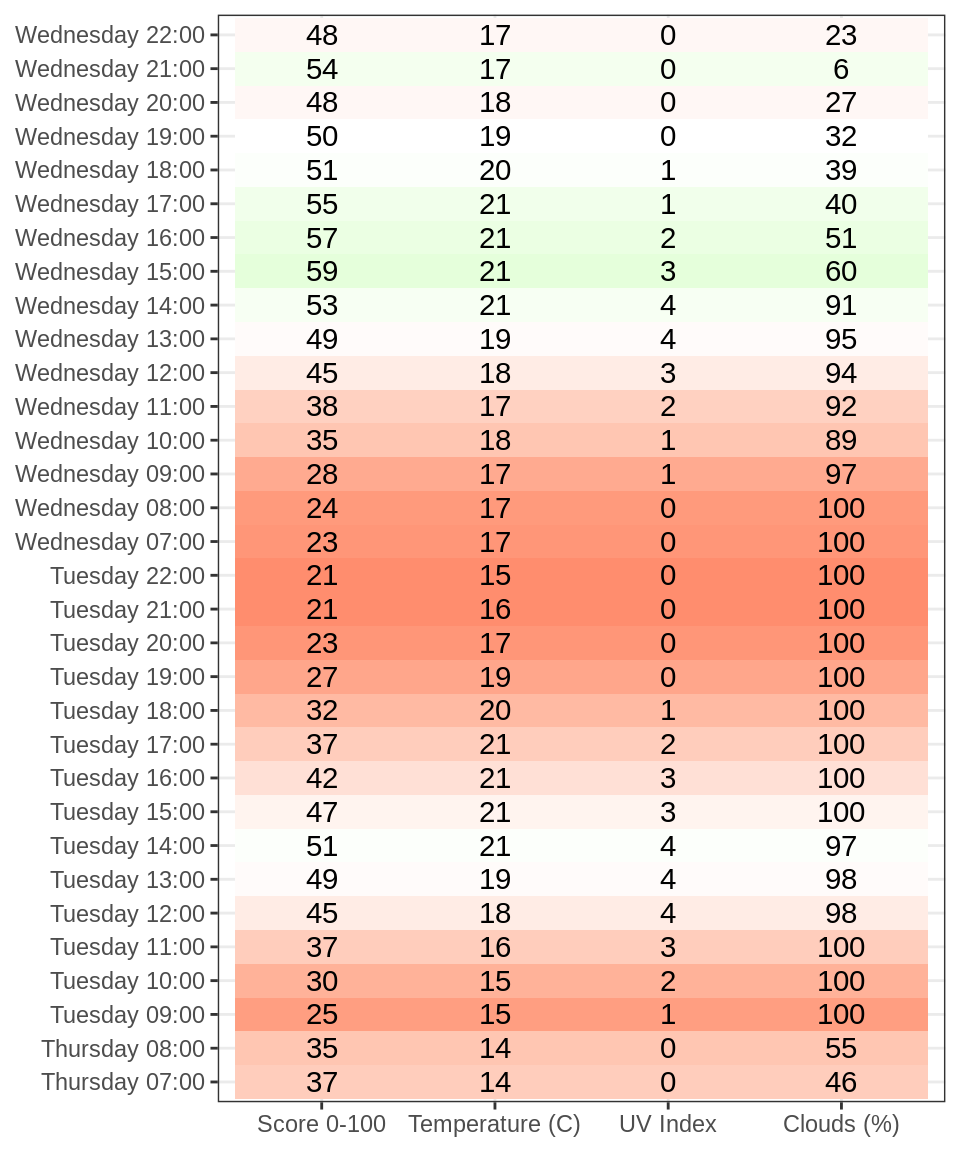 Wednesday 22:00 48 17 0 23
Wednesday 21:00 54 17 0 6
Wednesday 20:00 48 18 0 27
Wednesday 19:00 50 19 0 32
Wednesday 18:00 51 20 1 39
Wednesday 17:00 55 21 1 40
Wednesday 16:00 57 21 2 51
Wednesday 15:00 59 21 3 60
Wednesday 14:00 53 21 4 91
Wednesday 13:00 49 19 4 95
Wednesday 12:00 45 18 3 94
Wednesday 11:00 38 17 2 92
Wednesday 10:00 35 18 1 89
Wednesday 09:00 28 17 1 97
Wednesday 08:00 24 17 0 100
Wednesday 07:00 23 17 0 100
Tuesday 22:00 21 15 0 100
Tuesday 21:00 21 16 0 100
Tuesday 20:00 23 17 0 100
Tuesday 19:00 27 19 0 100
Tuesday 18:00 32 20 1 100
Tuesday 17:00 37 21 2 100
Tuesday 16:00 42 21 3 100
Tuesday 15:00 47 21 3 100
Tuesday 14:00 51 21 4 97
Tuesday 13:00 49 19 4 98
Tuesday 12:00 45 18 4 98
Tuesday 11:00 37 16 3 100
Tuesday 10:00 30 15 2 100
Tuesday 09:00 25 15 1 100
Thursday 08:00 35 14 0 55
Thursday 07:00 37 14 0 46
Score 0-100 Temperature (C) UV Index Clouds (%)